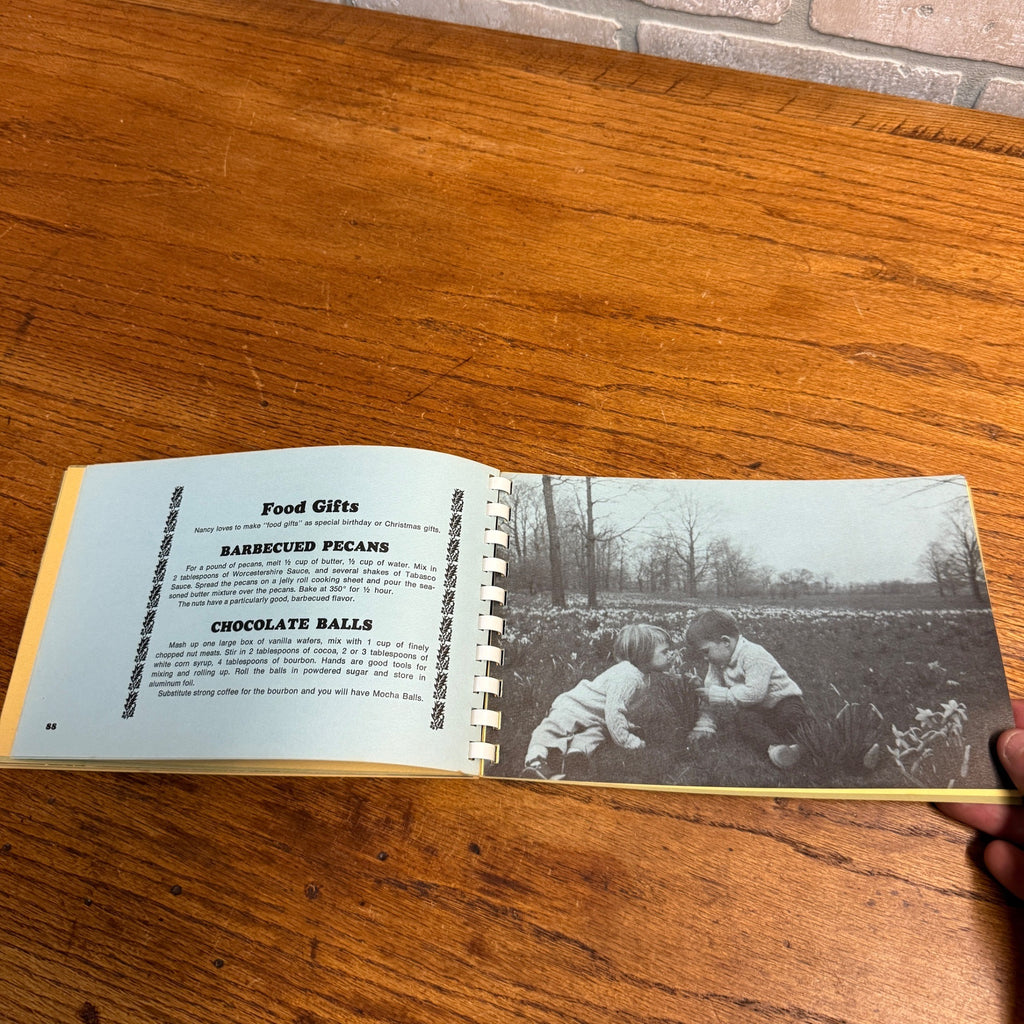 Food Gifts
Nancy loves to make "food gifts" as special birthday or Christmas gifts.
BARBECUED PECANS
For a pound of pecans, melt ½ cup of butter, ½ cup of water. Mix in
2 tablespoons of Worcestershire Sauce, and several shakes of Tabasco
Sauce. Spread the pecans on a jelly roll cooking sheet and pour the sea-
soned butter mixture over the pecans. Bake at 350° for ½ hour.
The nuts have a particularly good, barbecued flavor.
CHOCOLATE BALLS
Mash up one large box of vanilla wafers, mix with 1 cup of finely
chopped nut meats. Stir in 2 tablespoons of cocoa, 2 or 3 tablespoons of
white corn syrup, 4 tablespoons of bourbon. Hands are good tools for
mixing and rolling up. Roll the balls in powdered sugar and store in
aluminum foil.
Substitute strong coffee for the bourbon and you will have Mocha Balls.
88